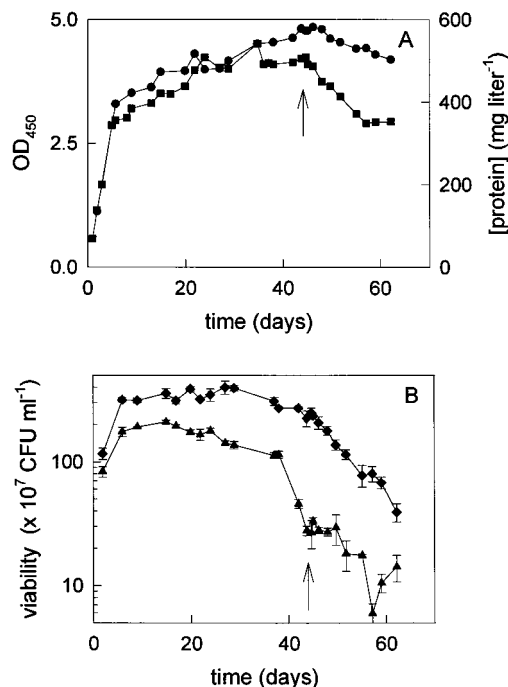 A
5.0
2.5
0.0
OD450
600
400
200
0
[protein] (mg liter-1)
0 20 40 60
time (days)
B
100
10
viability (x 10^7 CFU ml-1)
0 20 40 60
time (days)